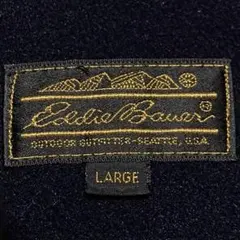 Eddie Bauer
OUTDOOR OUTFITTER-SEATTLE, U.S.A.
LARGE